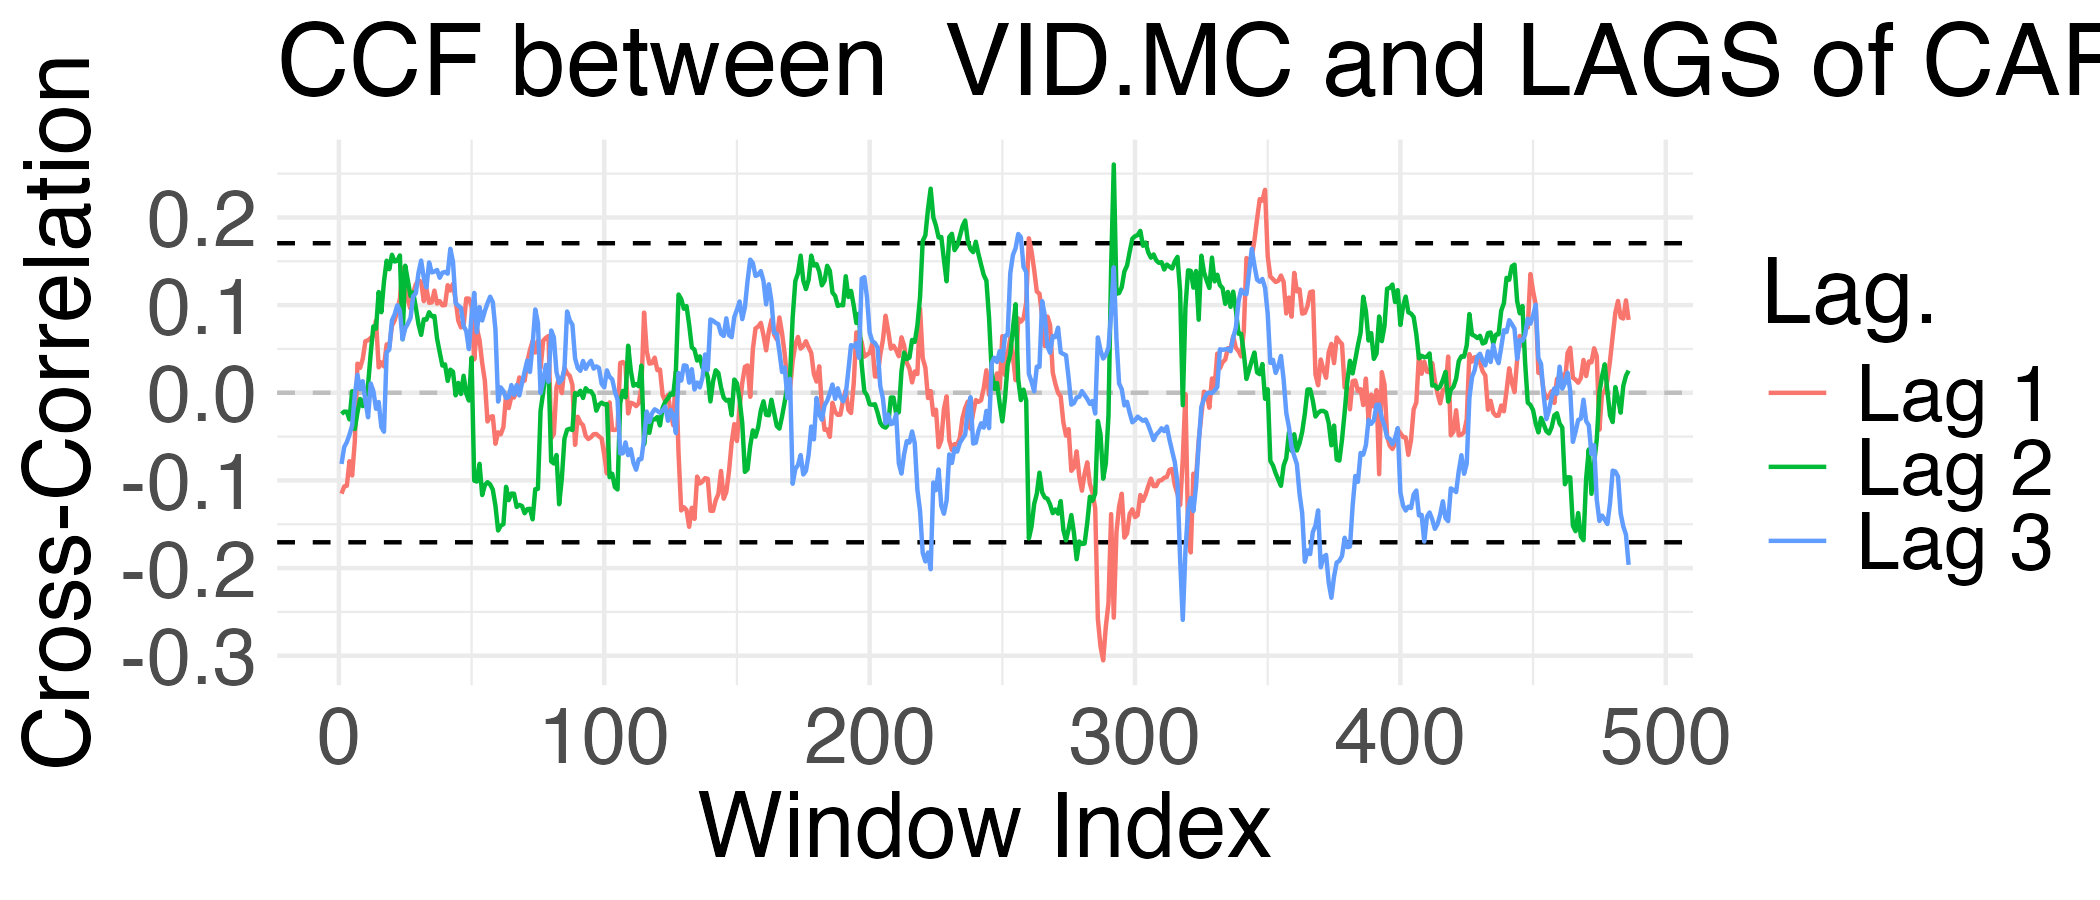 CCF between VID.MC and LAGS of CAR
Cross-Correlation
0.2
0.1
0.0
-0.1
-0.2
-0.3
0 100 200 300 400 500
Window Index
Lag.
Lag 1
Lag 2
Lag 3